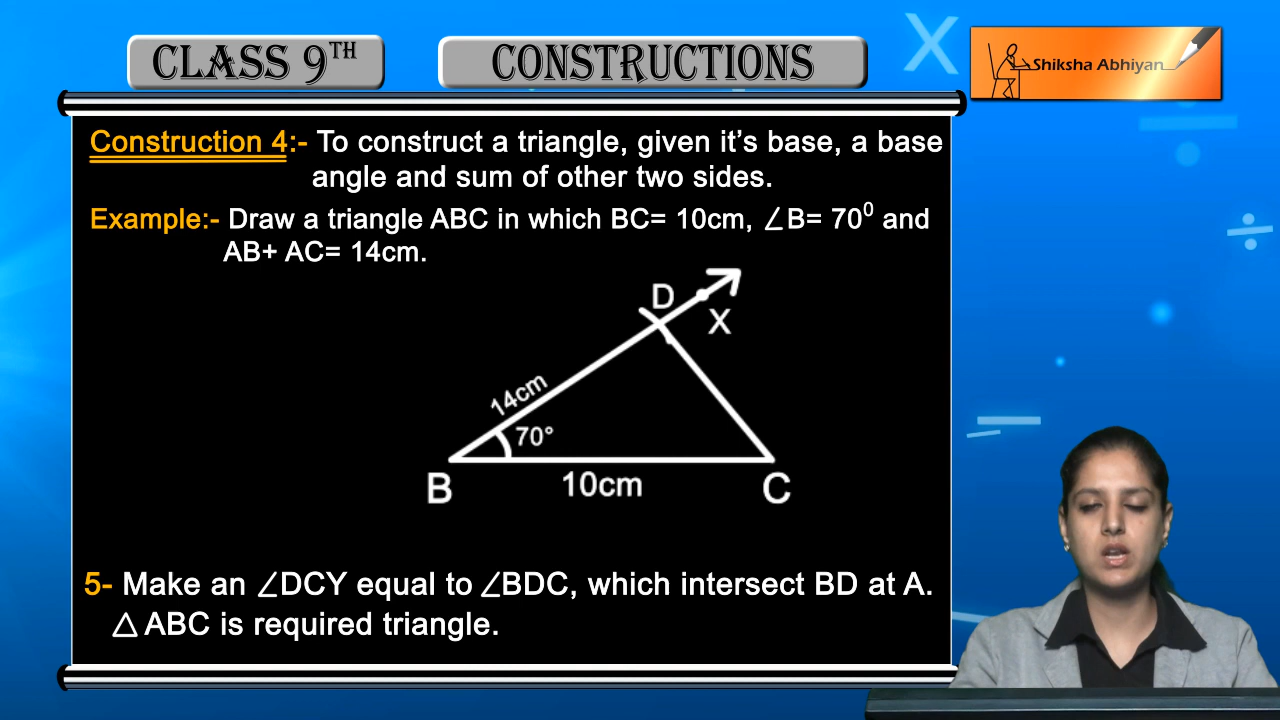 CLASS 9TH
CONSTRUCTIONS
X
Shiksha Abhiyan
Construction 4:- To construct a triangle, given it's base, a base
angle and sum of other two sides.
Example:- Draw a triangle ABC in which BC= 10cm, ∠B= 70⁰ and
AB+ AC= 14cm.
D
X
14cm
70°
B
10cm
C
5- Make an ∠DCY equal to ∠BDC, which intersect BD at A.
△ ABC is required triangle.